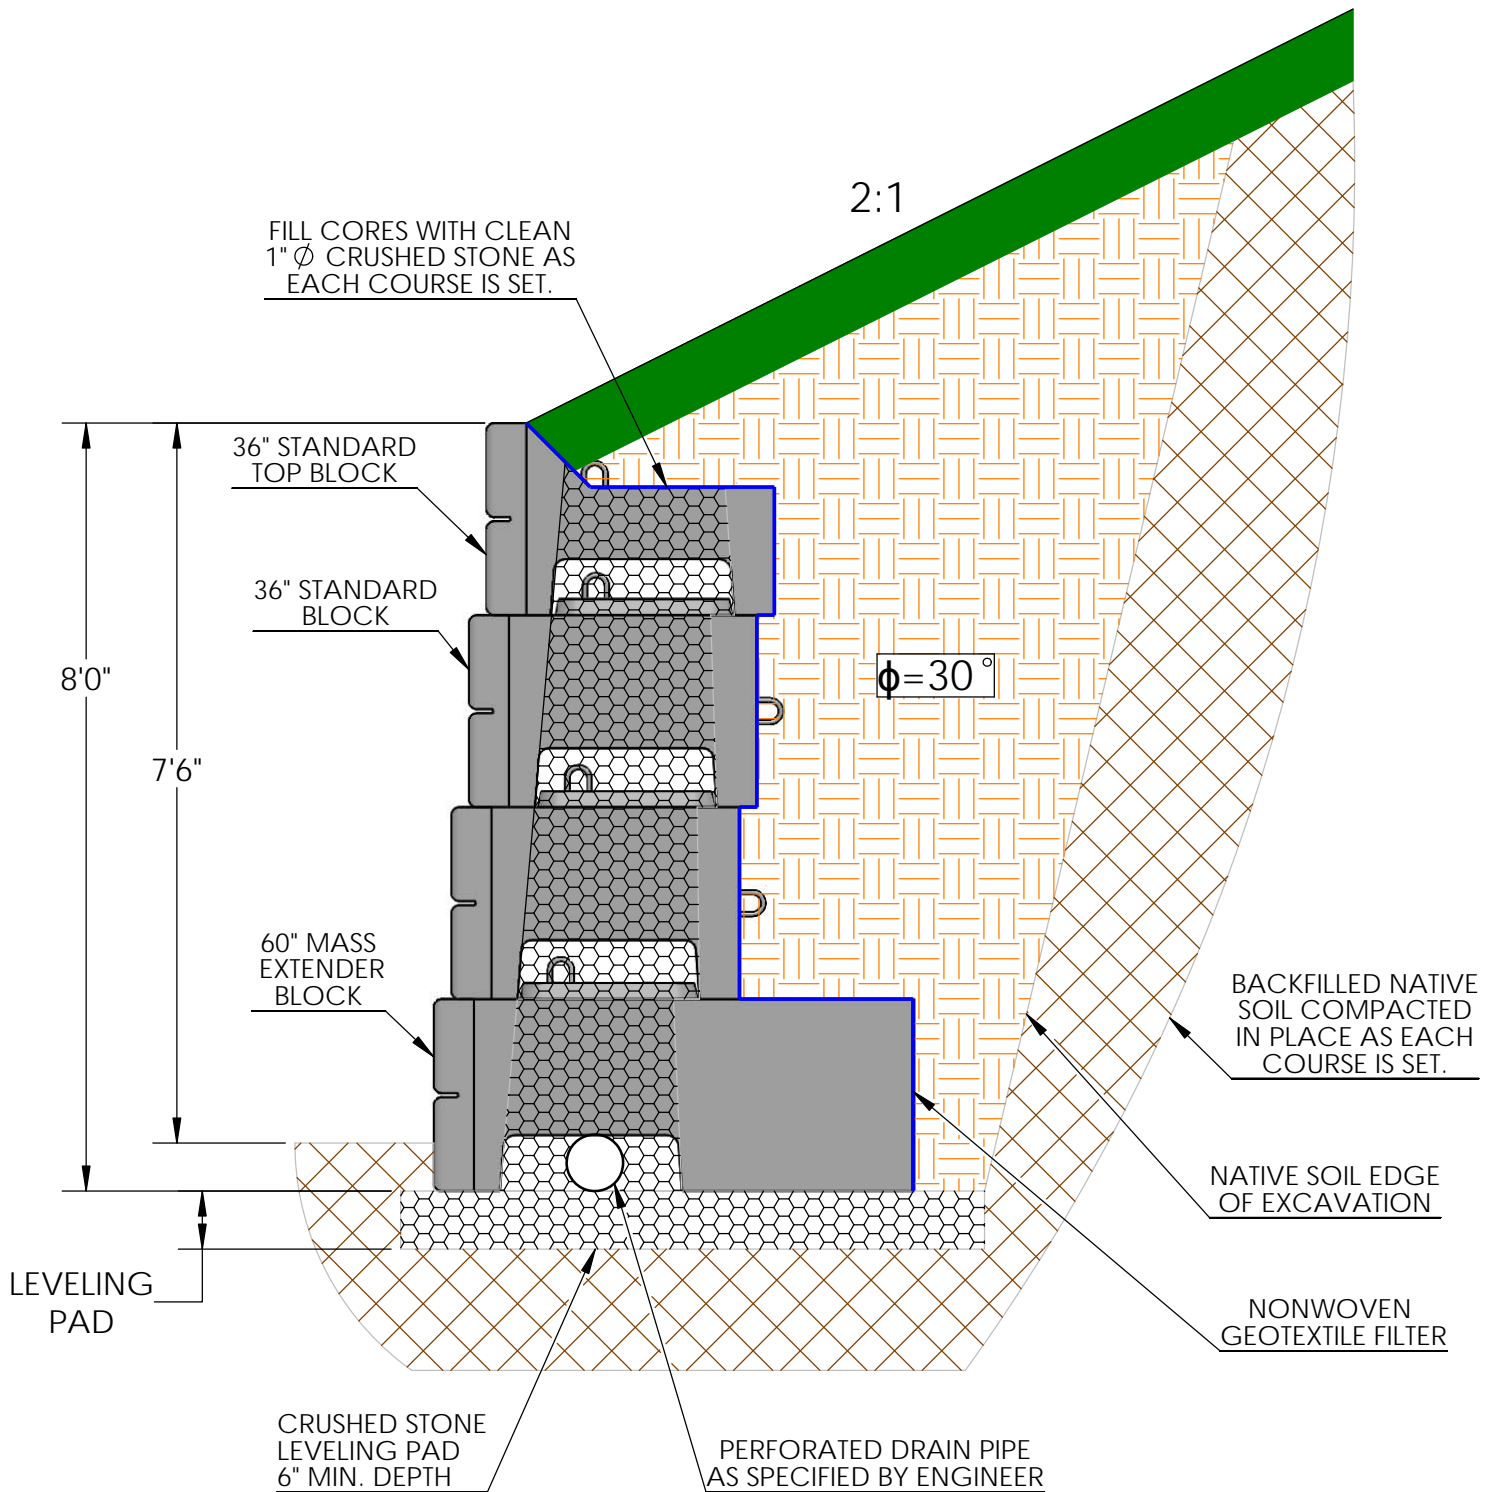 2:1
FILL CORES WITH CLEAN
1" Ø CRUSHED STONE AS
EACH COURSE IS SET.
36" STANDARD
TOP BLOCK
36" STANDARD
BLOCK
8'0"
7'6"
ϕ=30°
60" MASS
EXTENDER
BLOCK
BACKFILLED NATIVE
SOIL COMPACTED
IN PLACE AS EACH
COURSE IS SET.
NATIVE SOIL EDGE
OF EXCAVATION
LEVELING
PAD
NONWOVEN
GEOTEXTILE FILTER
CRUSHED STONE
LEVELING PAD
6" MIN. DEPTH
PERFORATED DRAIN PIPE
AS SPECIFIED BY ENGINEER